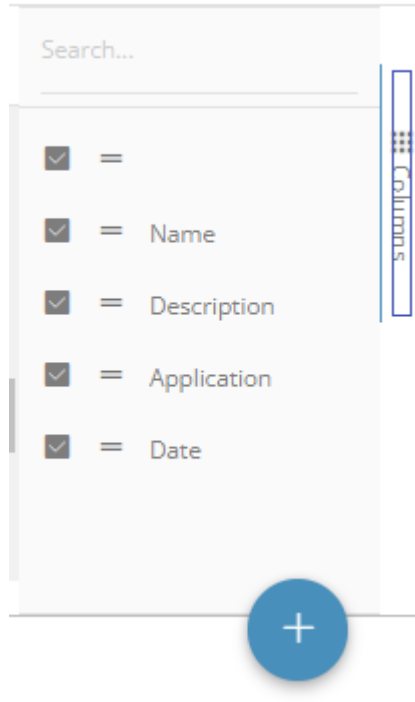 Search...
Name
Description
Application
Date
Columns